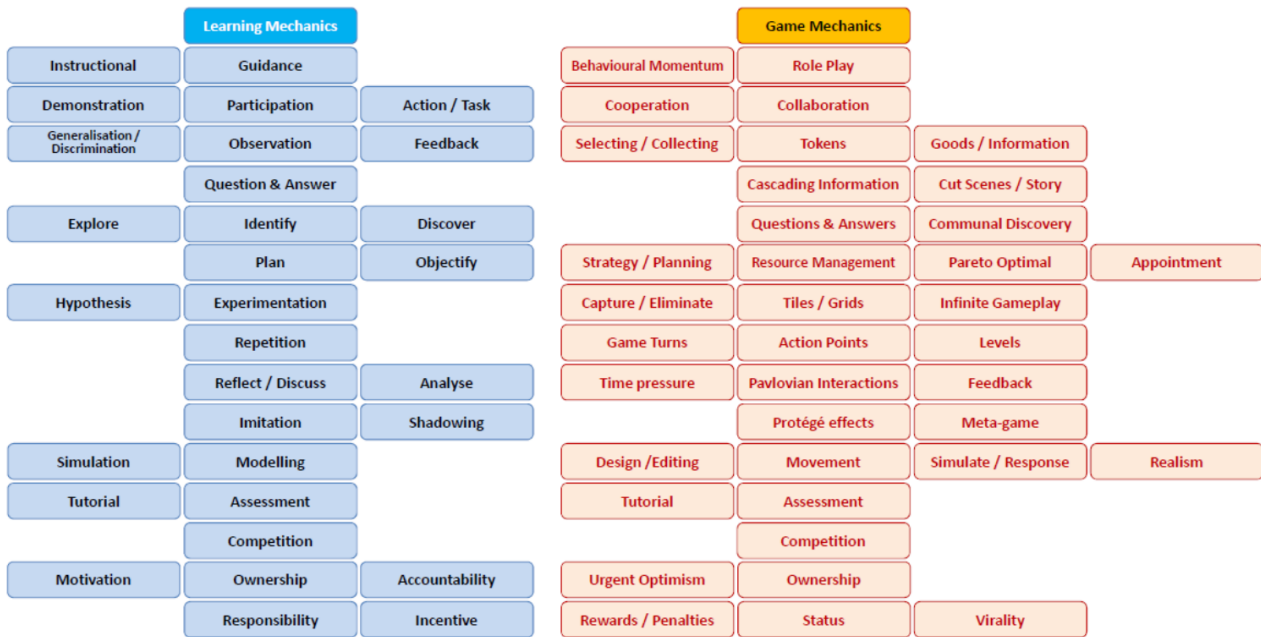 Learning Mechanics
Game Mechanics
Instructional
Guidance
Behavioural Momentum
Role Play
Demonstration
Participation
Action / Task
Cooperation
Collaboration
Generalisation /
Discrimination
Observation
Feedback
Selecting / Collecting
Tokens
Goods / Information
Question & Answer
Cascading Information
Cut Scenes / Story
Explore
Identify
Discover
Questions & Answers
Communal Discovery
Plan
Objectify
Strategy / Planning
Resource Management
Pareto Optimal
Appointment
Hypothesis
Experimentation
Capture / Eliminate
Tiles / Grids
Infinite Gameplay
Repetition
Game Turns
Action Points
Levels
Reflect / Discuss
Analyse
Time pressure
Pavlovian Interactions
Feedback
Imitation
Shadowing
Protégé effects
Meta-game
Simulation
Modelling
Design /Editing
Movement
Simulate / Response
Realism
Tutorial
Assessment
Tutorial
Assessment
Competition
Competition
Motivation
Ownership
Accountability
Urgent Optimism
Ownership
Responsibility
Incentive
Rewards / Penalties
Status
Virality